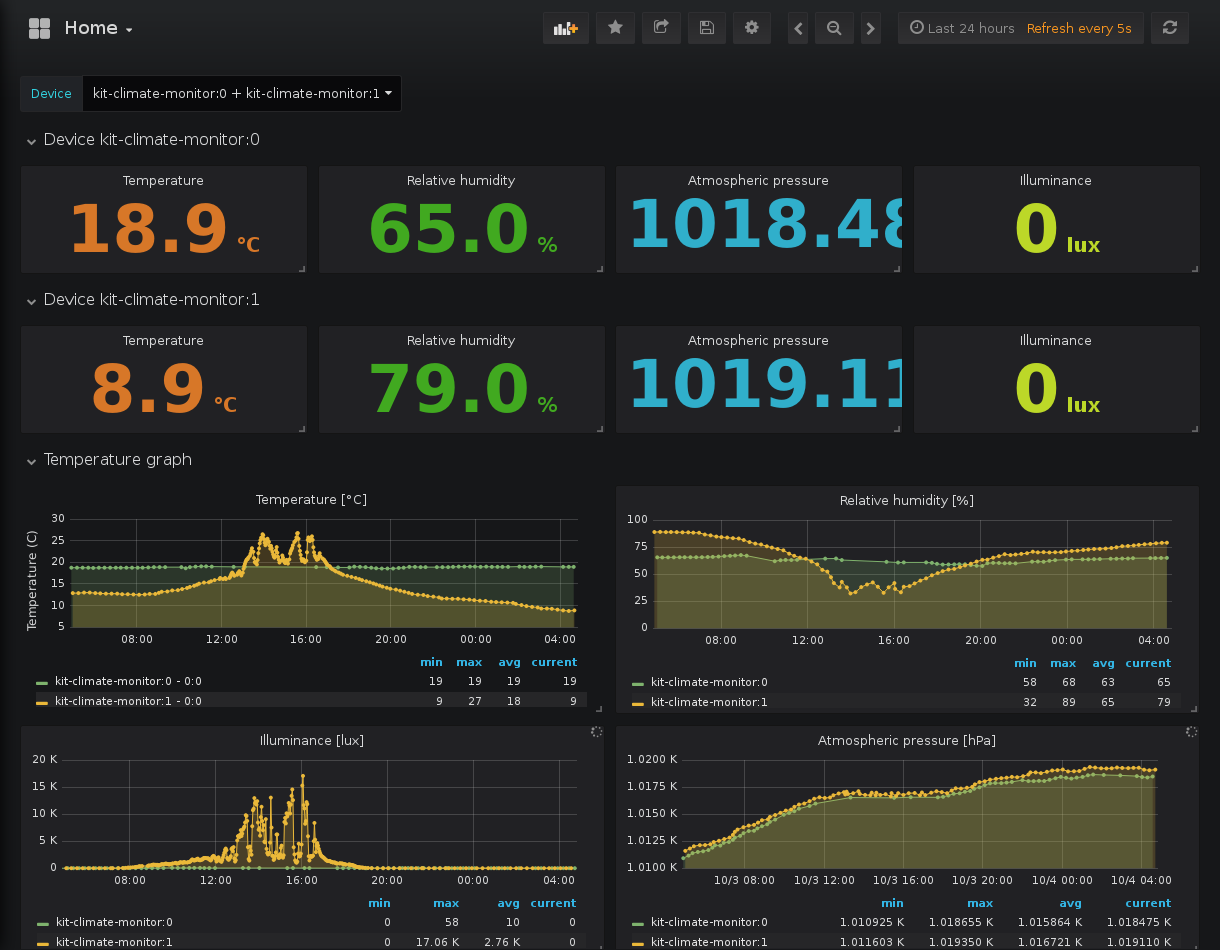 Home
Last 24 hours Refresh every 5s
Device kit-climate-monitor:0 + kit-climate-monitor:1
Device kit-climate-monitor:0
Temperature Relative humidity Atmospheric pressure Illuminance
18.9 °C 65.0 % 1018.48 0 lux
Device kit-climate-monitor:1
Temperature Relative humidity Atmospheric pressure Illuminance
8.9 °C 79.0 % 1019.11 0 lux
Temperature graph
Temperature [°C]
Temperature (C)
30
25
20
15
10
5
08:00 12:00 16:00 20:00 00:00 04:00
min max avg current
kit-climate-monitor:0 - 0:0 19 19 19 19
kit-climate-monitor:1 - 0:0 9 27 18 9
Relative humidity [%]
100
75
50
25
0
08:00 12:00 16:00 20:00 00:00 04:00
min max avg current
kit-climate-monitor:0 58 68 63 65
kit-climate-monitor:1 32 89 65 79
Illuminance [lux]
20 K
15 K
10 K
5 K
0
08:00 12:00 16:00 20:00 00:00 04:00
min max avg current
kit-climate-monitor:0 0 58 10 0
kit-climate-monitor:1 0 17.06 K 2.76 K 0
Atmospheric pressure [hPa]
1.0200 K
1.0175 K
1.0150 K
1.0125 K
1.0100 K
10/3 08:00 10/3 12:00 10/3 16:00 10/3 20:00 10/4 00:00 10/4 04:00
min max avg current
kit-climate-monitor:0 1.010925 K 1.018655 K 1.015864 K 1.018475 K
kit-climate-monitor:1 1.011603 K 1.019350 K 1.016721 K 1.019110 K